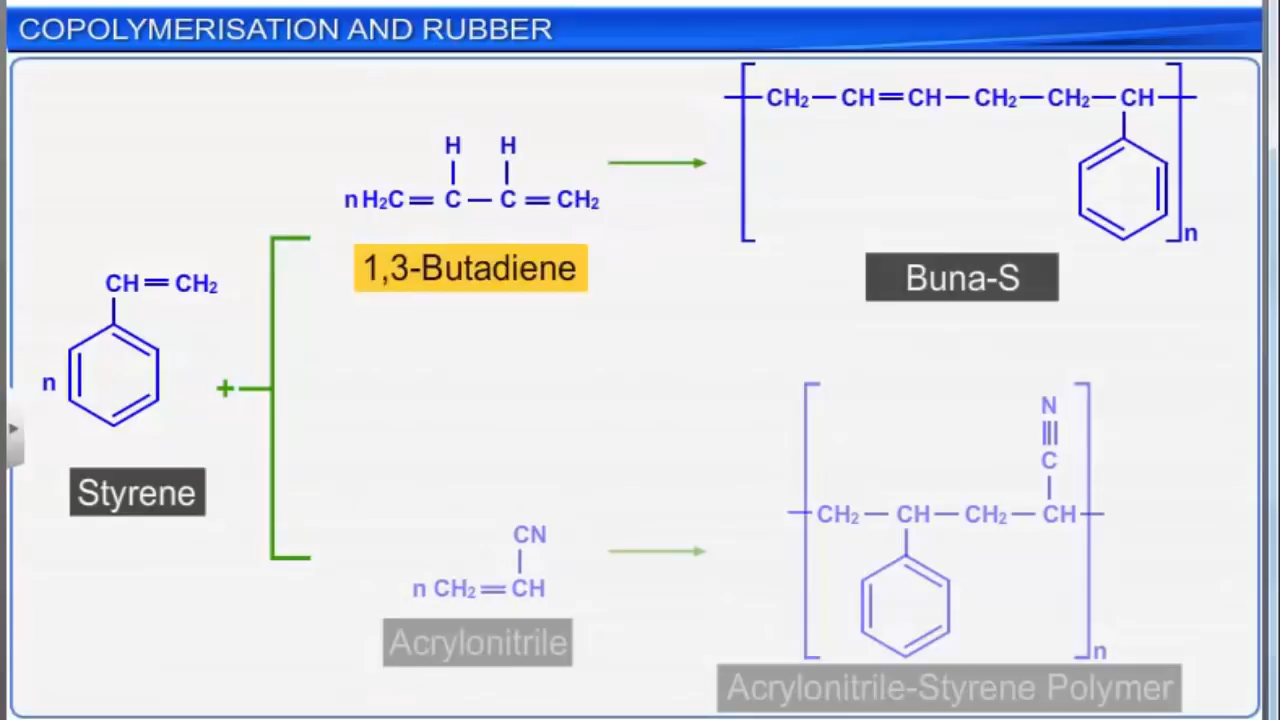 COPOLYMERISATION AND RUBBER
CH₂—CH=CH—CH₂—CH₂—CH
n
Buna-S
H H
nH₂C=C—C=CH₂
1,3-Butadiene
CH=CH₂
n
+
Styrene
CN
n CH₂=CH
Acrylonitrile
N
≡
C
CH₂—CH—CH₂—CH
n
Acrylonitrile-Styrene Polymer